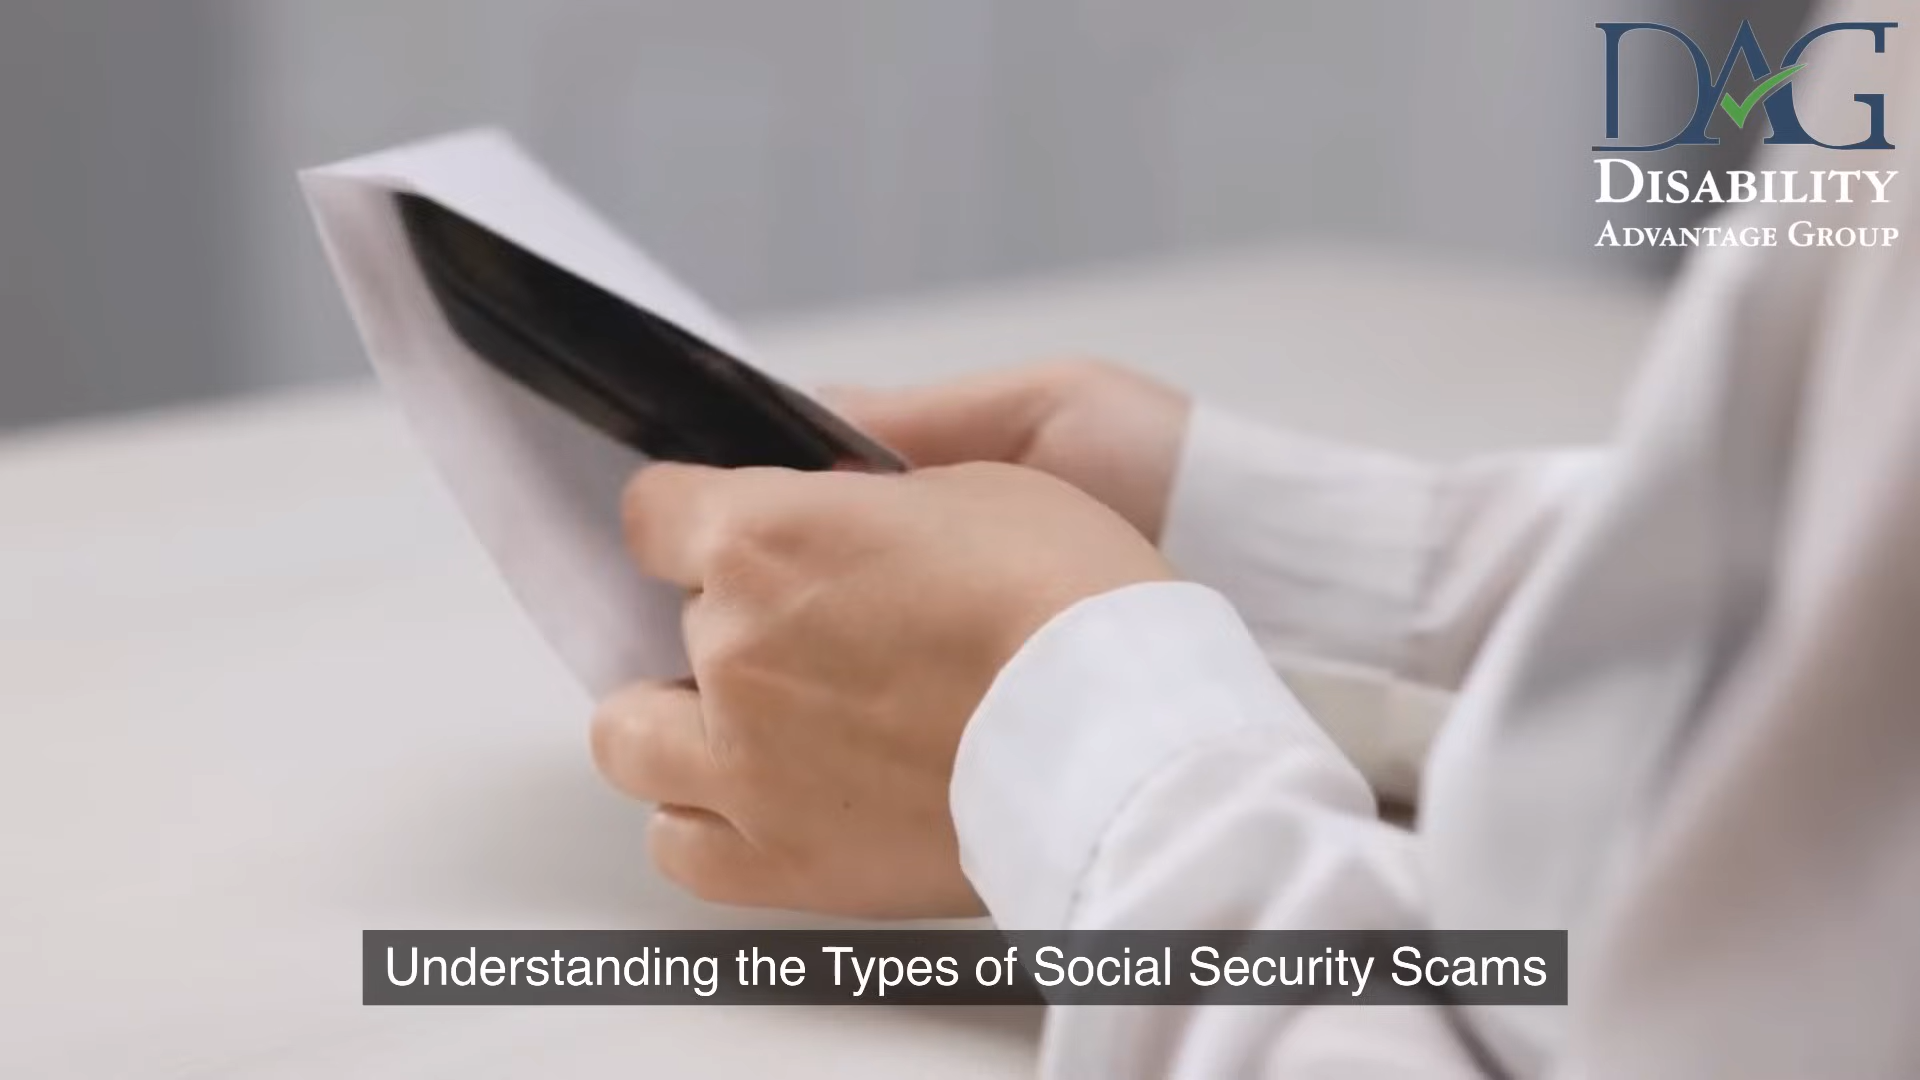 DAG
DISABILITY
ADVANTAGE GROUP
Understanding the Types of Social Security Scams